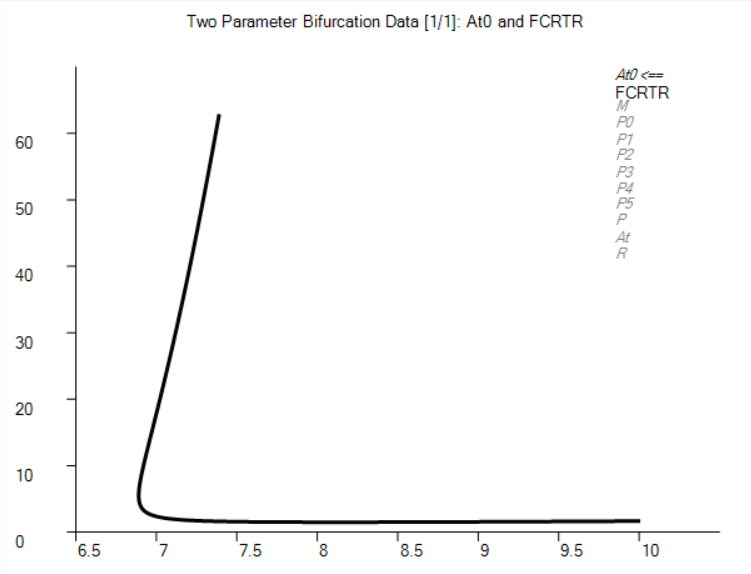 Two Parameter Bifurcation Data [1/1]: At0 and FCRTR
At0 <==
FCRTR
M
P0
P1
P2
P3
P4
P5
P
At
R
60
50
40
30
20
10
0
6.5 7 7.5 8 8.5 9 9.5 10